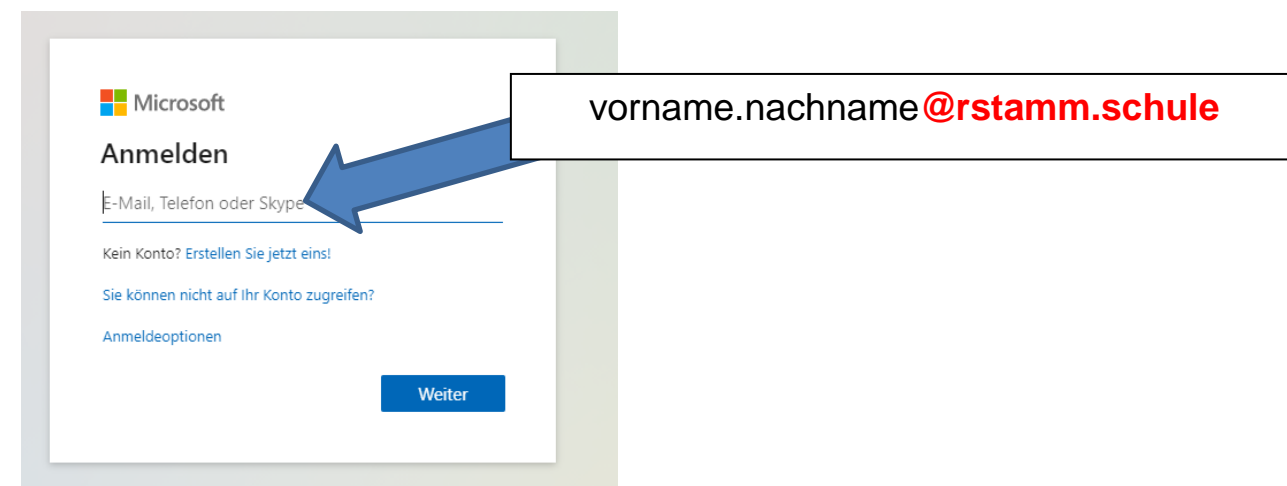 Microsoft
vorname.nachname@rstamm.schule
Anmelden
E-Mail, Telefon oder Skype
Kein Konto? Erstellen Sie jetzt eins!
Sie können nicht auf Ihr Konto zugreifen?
Anmeldeoptionen
Weiter